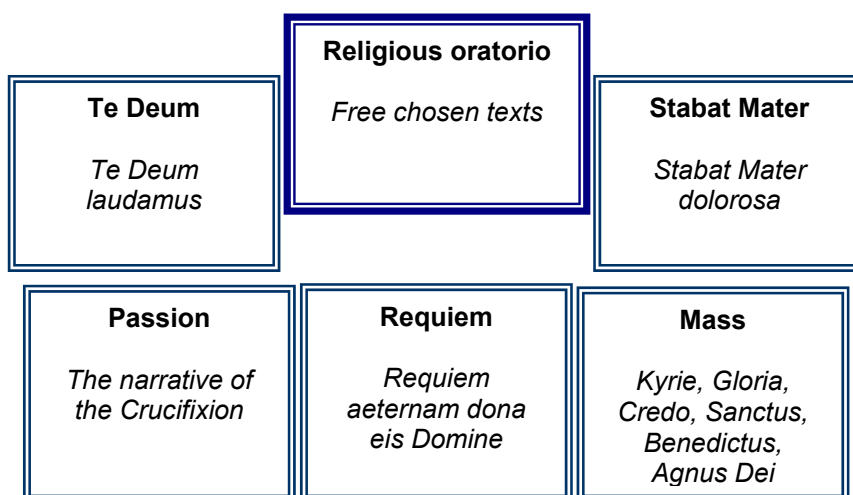 Religious oratorio
Free chosen texts
Te Deum
Te Deum
laudamus
Stabat Mater
Stabat Mater
dolorosa
Passion
The narrative of
the Crucifixion
Requiem
Requiem
aeternam dona
eis Domine
Mass
Kyrie, Gloria,
Credo, Sanctus,
Benedictus,
Agnus Dei